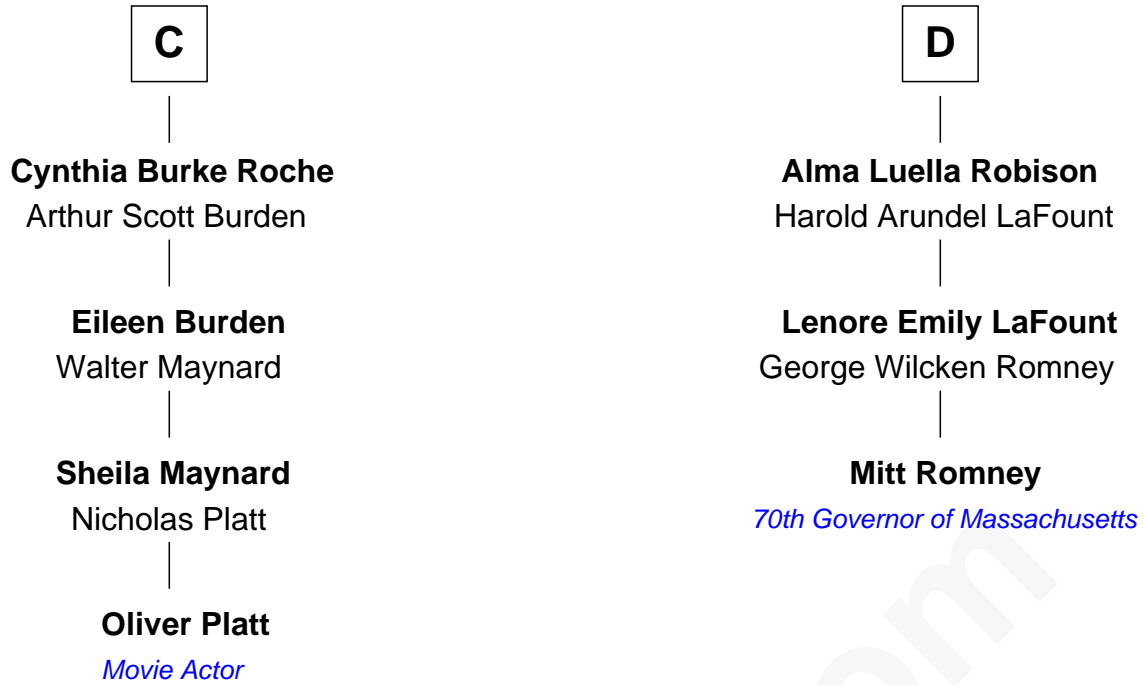 C
Cynthia Burke Roche
Arthur Scott Burden
Eileen Burden
Walter Maynard
Sheila Maynard
Nicholas Platt
Oliver Platt
Movie Actor
D
Alma Luella Robison
Harold Arundel LaFount
Lenore Emily LaFount
George Wilcken Romney
Mitt Romney
70th Governor of Massachusetts
om